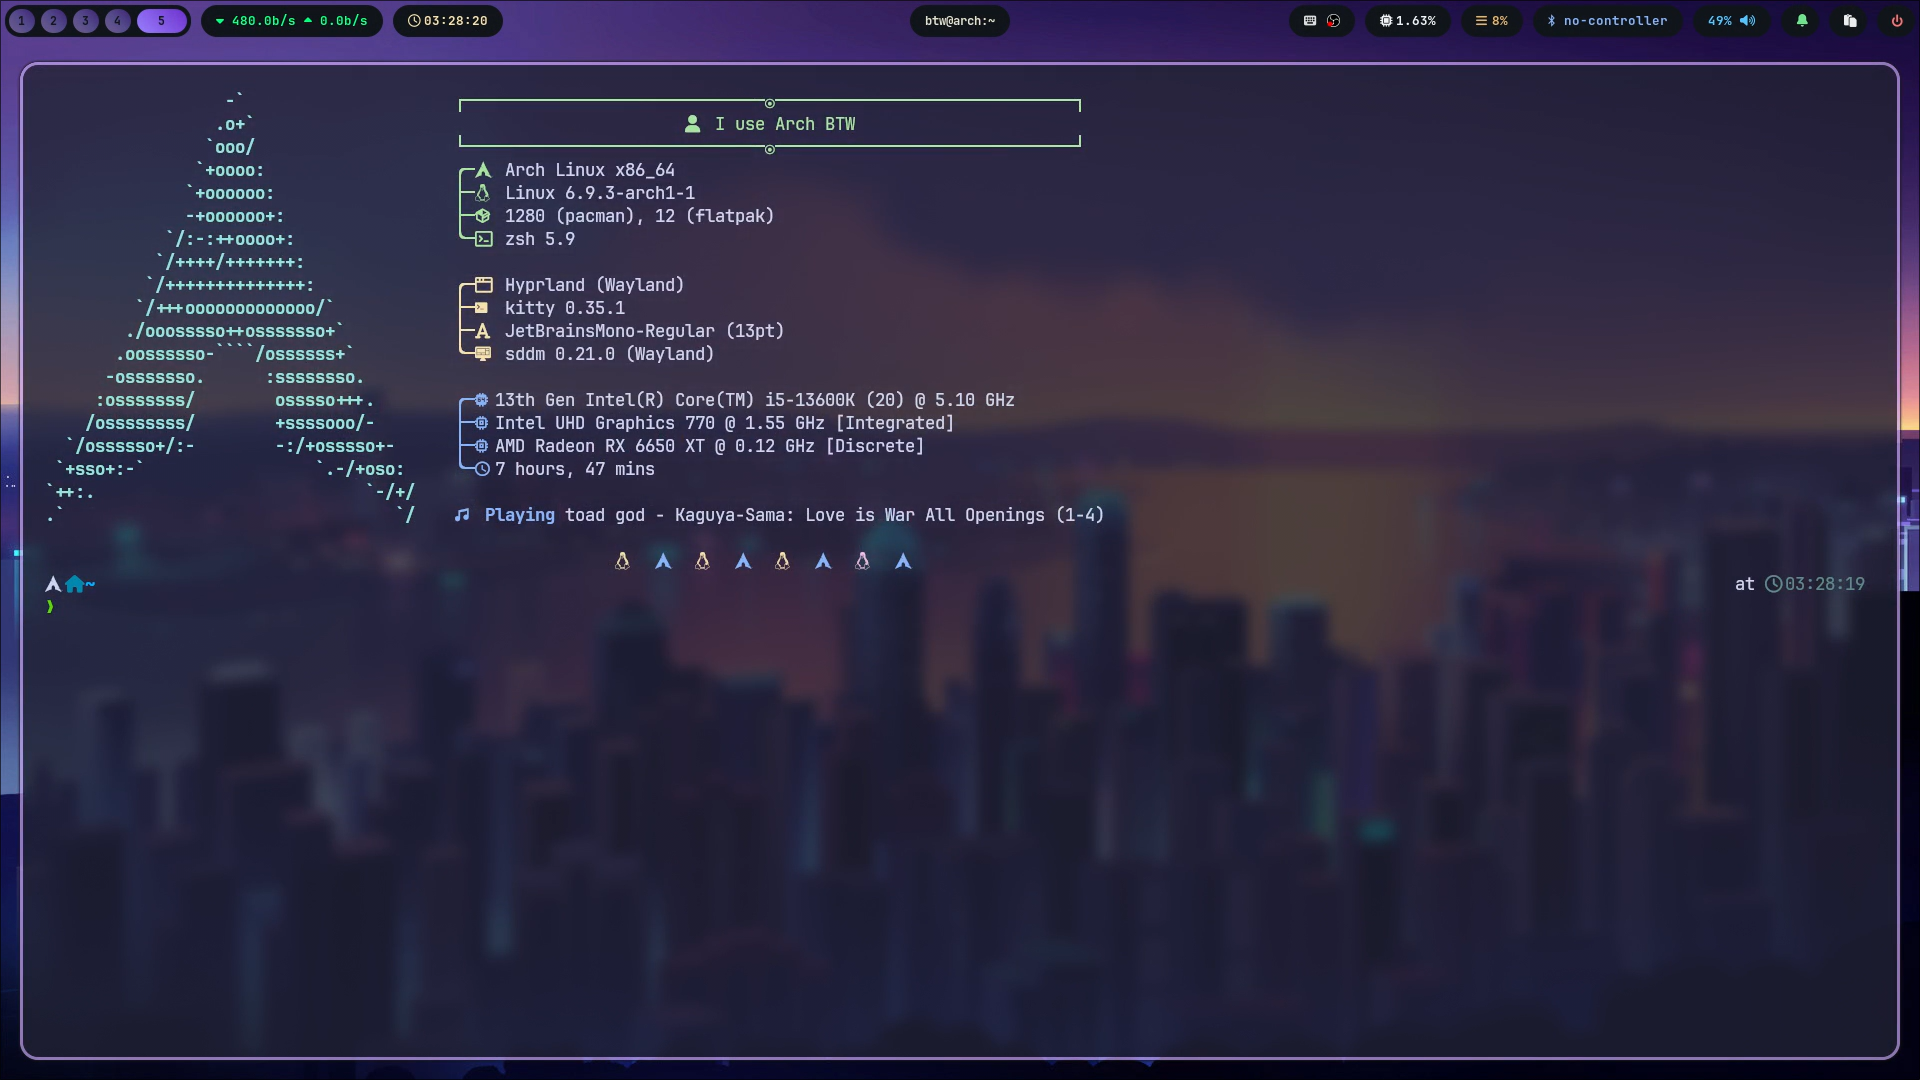 1 2 3 4 5 480.0b/s 0.0b/s 03:28:20 btw@arch:~ 1.63% 8% no-controller 49%
-`
.o+`
`ooo/
`+oooo:
`+oooooo:
-+oooooo+:
`/:-:++oooo+:
`/++++/+++++++:
`/++++++++++++++:
`/+++ooooooooooooo/`
./ooosssso++osssssso+`
.oossssso-````/ossssss+`
-osssssso. :ssssssso.
:osssssss/ osssso+++.
/ossssssss/ +ssssooo/-
`/ossssso+/:- -:/+osssso+-
`+sso+:-` `.-/+oso:
`++:. `-/+/
.` `/
I use Arch BTW
Arch Linux x86_64
Linux 6.9.3-arch1-1
1280 (pacman), 12 (flatpak)
zsh 5.9
Hyprland (Wayland)
kitty 0.35.1
JetBrainsMono-Regular (13pt)
sddm 0.21.0 (Wayland)
13th Gen Intel(R) Core(TM) i5-13600K (20) @ 5.10 GHz
Intel UHD Graphics 770 @ 1.55 GHz [Integrated]
AMD Radeon RX 6650 XT @ 0.12 GHz [Discrete]
7 hours, 47 mins
Playing toad god - Kaguya-Sama: Love is War All Openings (1-4)
~ at 03:28:19
❯